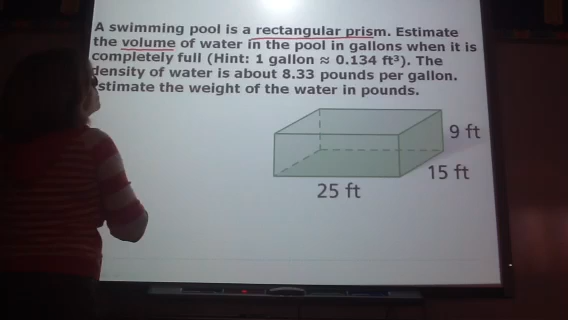 A swimming pool is a rectangular prism. Estimate
the volume of water in the pool in gallons when it is
completely full (Hint: 1 gallon ≈ 0.134 ft³). The
density of water is about 8.33 pounds per gallon.
Estimate the weight of the water in pounds.
9 ft
15 ft
25 ft